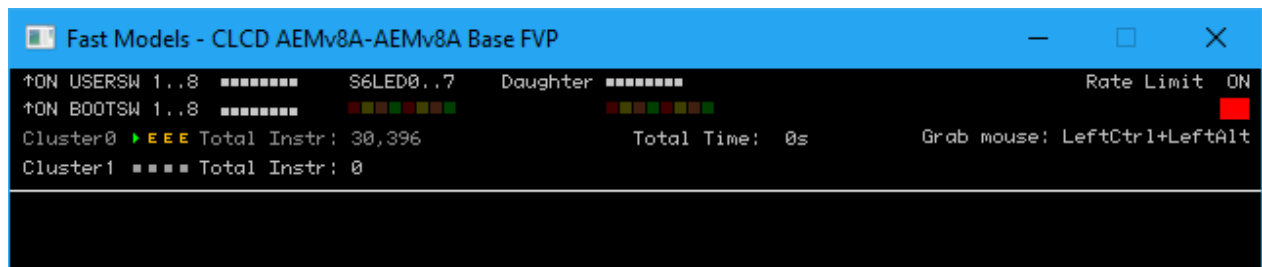 Fast Models - CLCD AEMv8A-AEMv8A Base FVP
↑ON USERSW 1..8 S6LED0..7 Daughter Rate Limit ON
↑ON BOOTSW 1..8
Cluster0 E E E Total Instr: 30,396 Total Time: 0s Grab mouse: LeftCtrl+LeftAlt
Cluster1 Total Instr: 0